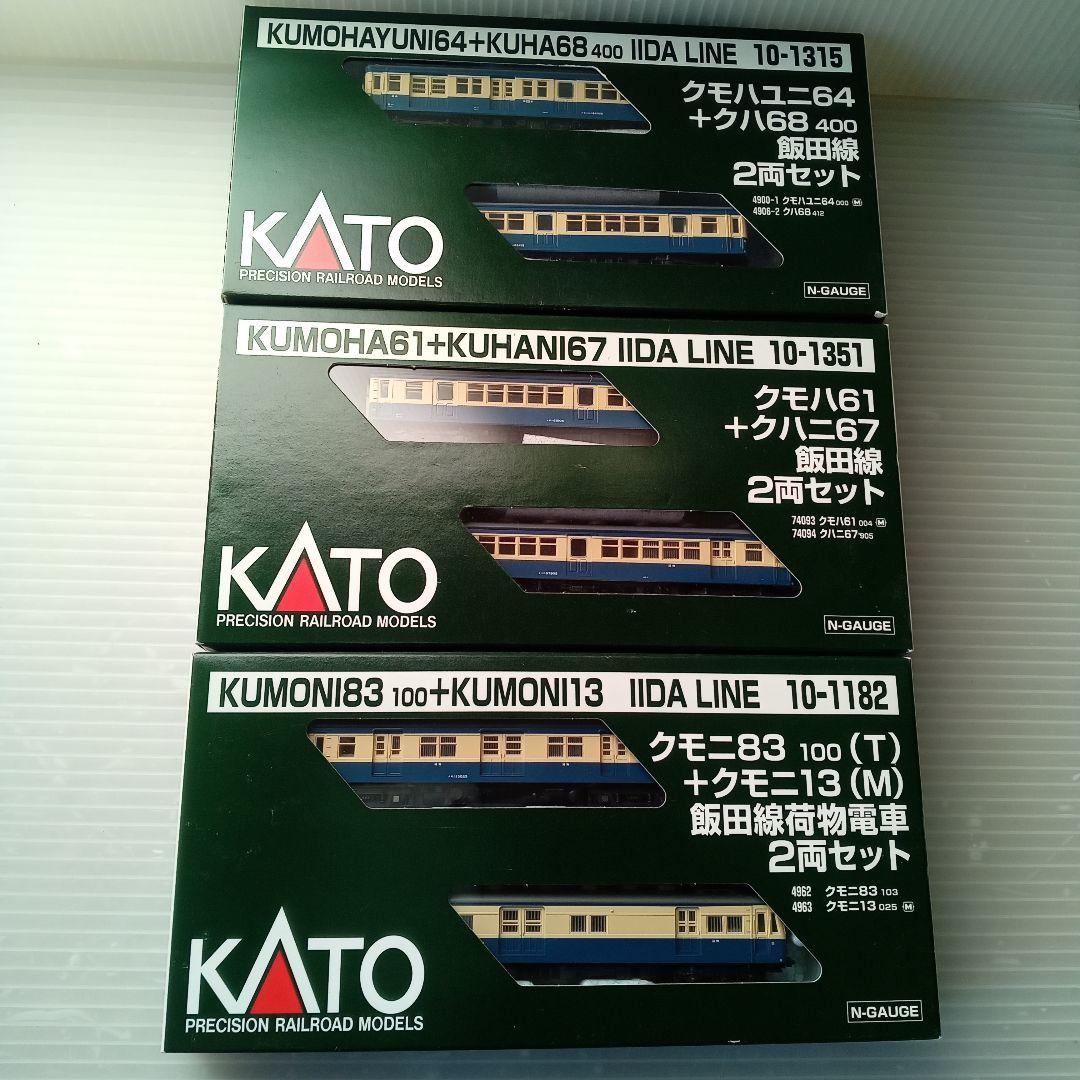 KUMOHAYUNI64+KUHA68 400 IIDA LINE 10-1315
クモハユニ64
+クハ68 400
飯田線
2両セット
4900-1 クモハユニ64 000 M
4906-2 クハ68 412
KATO
PRECISION RAILROAD MODELS
N-GAUGE
KUMOHA61+KUHANI67 IIDA LINE 10-1351
クモハ61
+クハニ67
飯田線
2両セット
74093 クモハ61 004 M
74094 クハニ67 905
KATO
PRECISION RAILROAD MODELS
N-GAUGE
KUMONI83 100+KUMONI13 IIDA LINE 10-1182
クモニ83 100(T)
+クモニ13(M)
飯田線荷物電車
2両セット
4962 クモニ83 103
4963 クモニ13 025 M
KATO
PRECISION RAILROAD MODELS
N-GAUGE